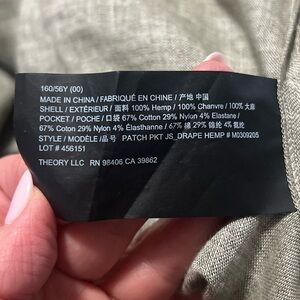 160/56Y (00)
MADE IN CHINA / FABRIQUÉ EN CHINE / 产地 中国
SHELL / EXTÉRIEUR / 面料 100% Hemp / 100% Chanvre / 100% 大麻
POCKET / POCHE / 口袋 67% Cotton 29% Nylon 4% Elastane /
67% Coton 29% Nylon 4% Élasthanne / 67% 棉 29% 锦纶 4% 氨纶
STYLE / MODÈLE / 品号 PATCH PKT JS_DRAPE HEMP # M0309205
LOT # 456151
THEORY LLC RN 98406 CA 39862